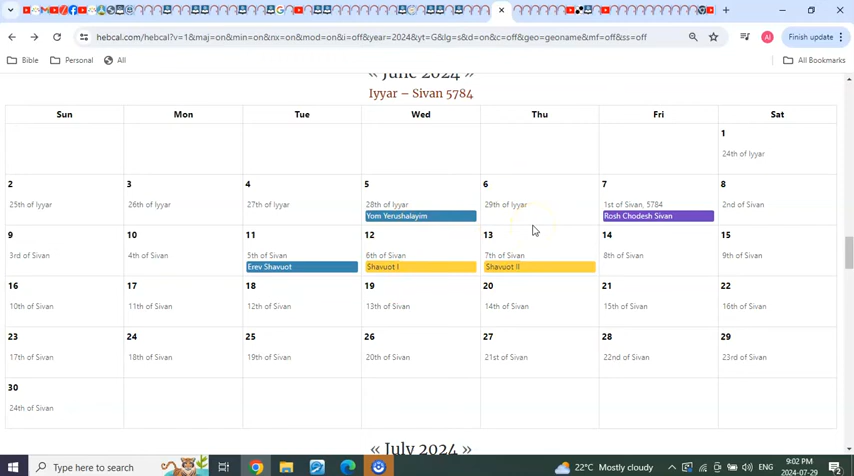 hebcal.com/hebcal?v=1&maj=on&min=on&nx=on&mod=on&i=off&year=2024&yt=G&lg=s&d=on&c=off&geo=geoname&mf=off&ss=off
AI
Finish update
Bible
Personal
All
All Bookmarks
« June 2024 »
Iyyar – Sivan 5784
Sun Mon Tue Wed Thu Fri Sat
1
24th of Iyyar
2 3 4 5 6 7 8
25th of Iyyar 26th of Iyyar 27th of Iyyar 28th of Iyyar 29th of Iyyar 1st of Sivan, 5784 2nd of Sivan
Yom Yerushalayim Rosh Chodesh Sivan
9 10 11 12 13 14 15
3rd of Sivan 4th of Sivan 5th of Sivan 6th of Sivan 7th of Sivan 8th of Sivan 9th of Sivan
Erev Shavuot Shavuot I Shavuot II
16 17 18 19 20 21 22
10th of Sivan 11th of Sivan 12th of Sivan 13th of Sivan 14th of Sivan 15th of Sivan 16th of Sivan
23 24 25 26 27 28 29
17th of Sivan 18th of Sivan 19th of Sivan 20th of Sivan 21st of Sivan 22nd of Sivan 23rd of Sivan
30
24th of Sivan
« July 2024 »
Type here to search
22°C Mostly cloudy
ENG
9:02 PM
2024-07-29
2